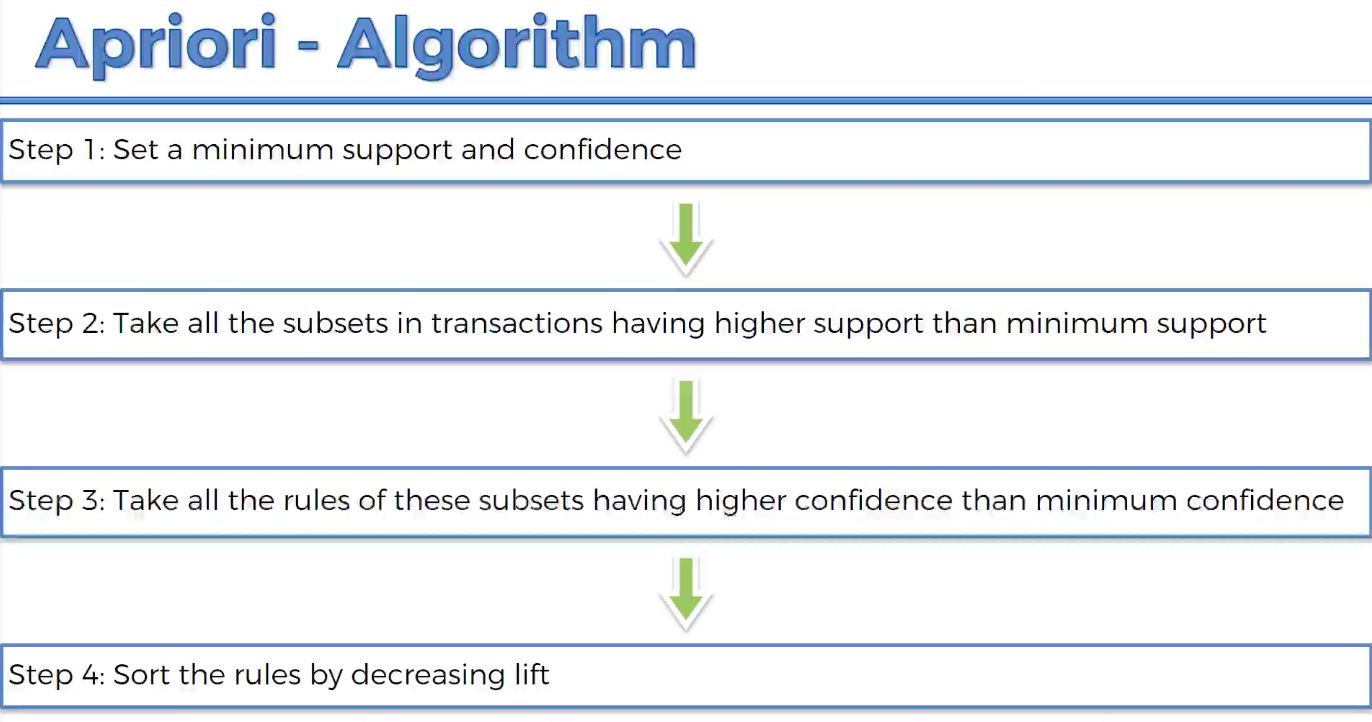 Apriori - Algorithm
Step 1: Set a minimum support and confidence
Step 2: Take all the subsets in transactions having higher support than minimum support
Step 3: Take all the rules of these subsets having higher confidence than minimum confidence
Step 4: Sort the rules by decreasing lift